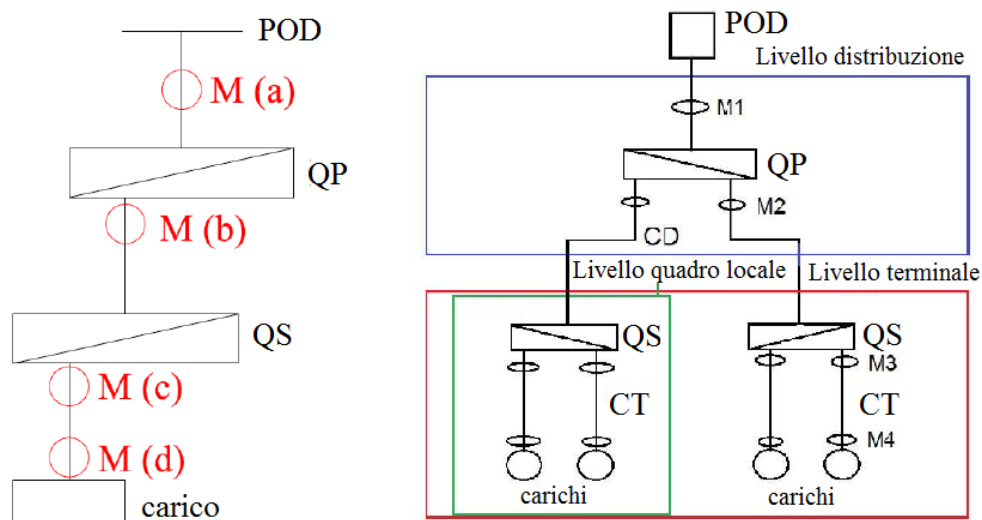 POD
M (a)
QP
M (b)
QS
M (c)
M (d)
carico
POD
Livello distribuzione
M1
QP
M2
CD
Livello quadro locale
Livello terminale
QS
QS
M3
CT
CT
M4
carichi
carichi